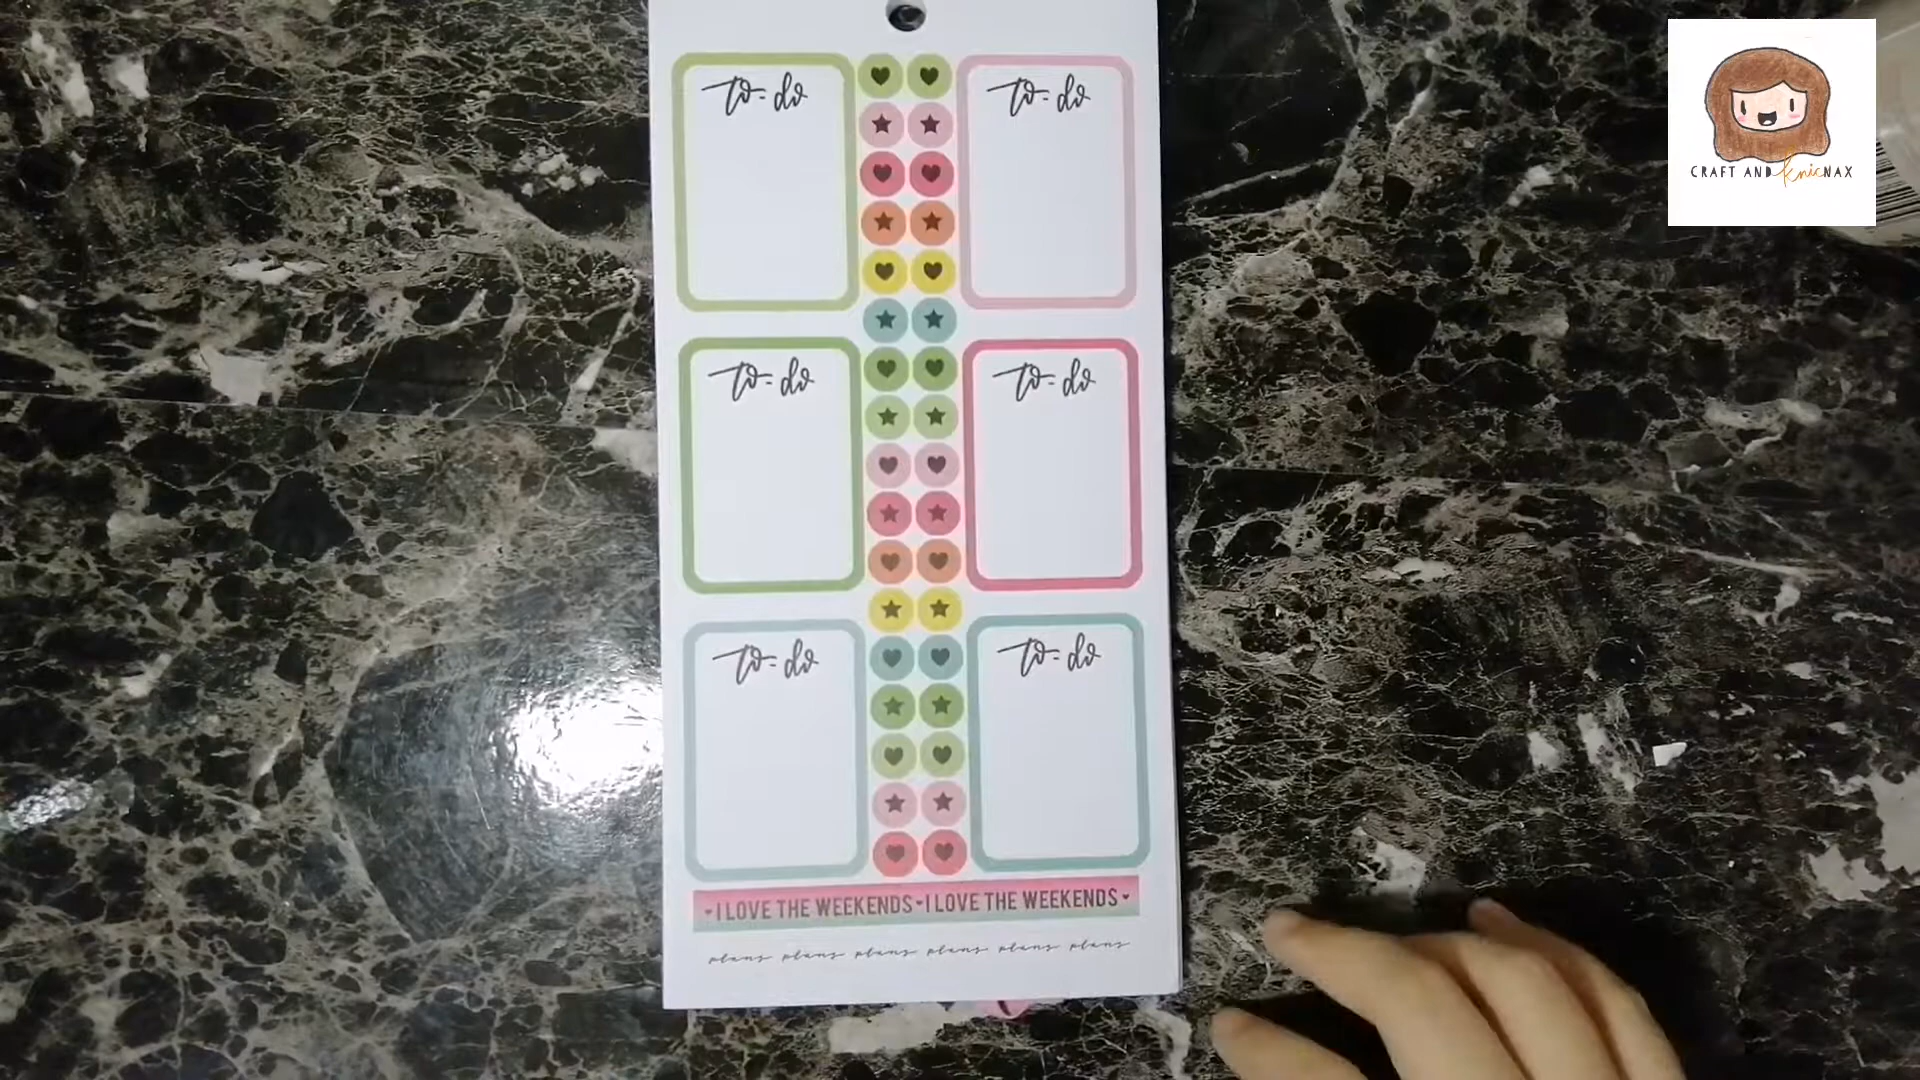 to-do
to-do
to-do
to-do
to-do
to-do
I LOVE THE WEEKENDS I LOVE THE WEEKENDS
plans plans plans plans plans plans
CRAFT AND knicNAX